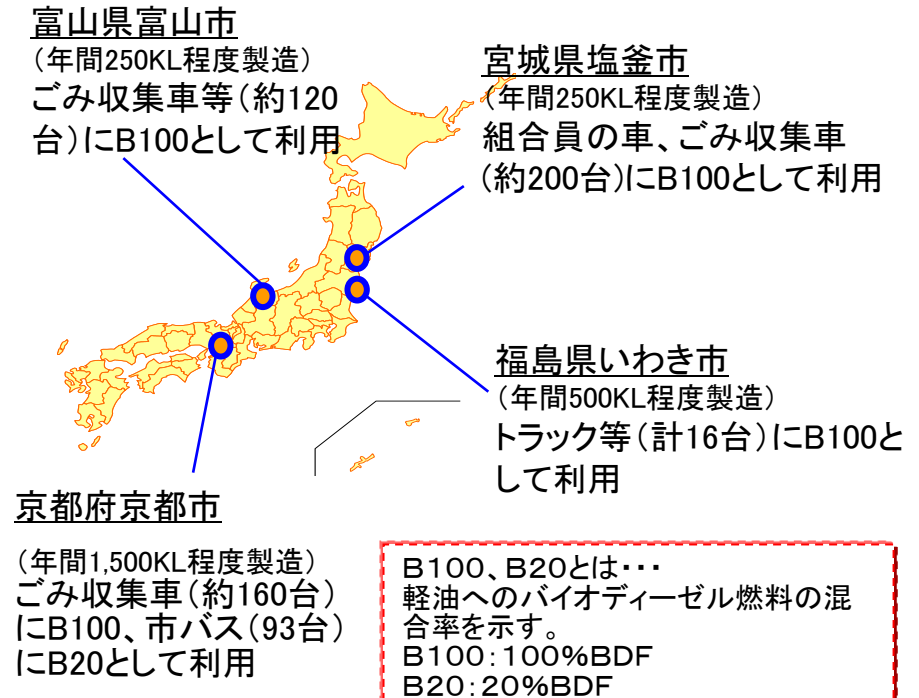 富山県富山市
（年間250KL程度製造）
ごみ収集車等（約120
台）にB100として利用
宮城県塩釜市
（年間250KL程度製造）
組合員の車、ごみ収集車
（約200台）にB100として利用
福島県いわき市
（年間500KL程度製造）
トラック等（計16台）にB100と
して利用
京都府京都市
（年間1,500KL程度製造）
ごみ収集車（約160台）
にB100、市バス（93台）
にB20として利用
Ｂ１００、Ｂ２０とは・・・
軽油へのバイオディーゼル燃料の混
合率を示す。
Ｂ１００：１００％ＢＤＦ
Ｂ２０：２０％ＢＤＦ